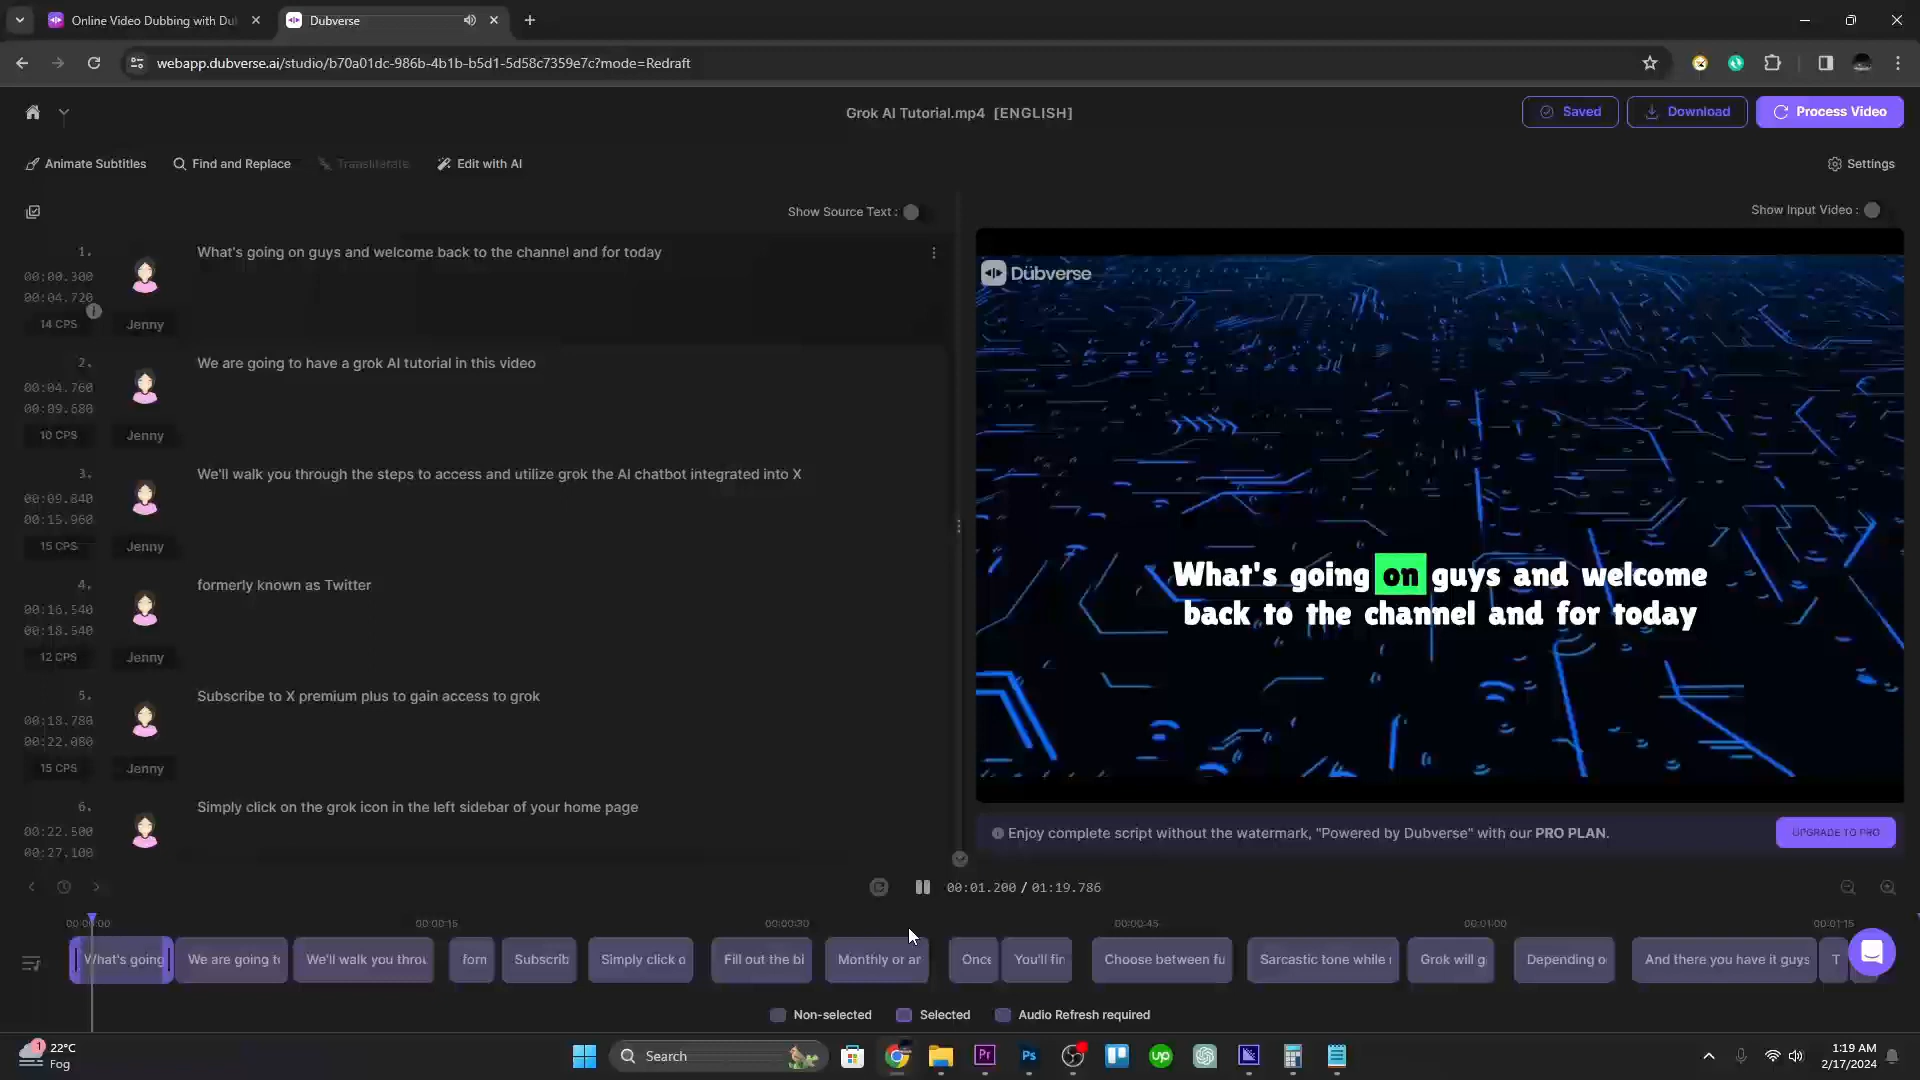 Online Video Dubbing with Du
Dubverse
webapp.dubverse.ai/studio/b70a01dc-986b-4b1b-b5d1-5d58c7359e7c?mode=Redraft
Grok AI Tutorial.mp4 [ENGLISH]
Saved
Download
Process Video
Animate Subtitles
Find and Replace
Transliterate
Edit with AI
Settings
Show Source Text :
Show Input Video :
1.
00:00.300
00:04.720
14 CPS
Jenny
What's going on guys and welcome back to the channel and for today
2.
00:04.760
00:09.680
10 CPS
Jenny
We are going to have a grok AI tutorial in this video
3.
00:09.840
00:15.960
15 CPS
Jenny
We'll walk you through the steps to access and utilize grok the AI chatbot integrated into X
4.
00:16.540
00:18.540
12 CPS
Jenny
formerly known as Twitter
5.
00:18.780
00:22.080
15 CPS
Jenny
Subscribe to X premium plus to gain access to grok
6.
00:22.500
00:27.100
Simply click on the grok icon in the left sidebar of your home page
Dubverse
What's going on guys and welcome
back to the channel and for today
Enjoy complete script without the watermark, "Powered by Dubverse" with our PRO PLAN.
UPGRADE TO PRO
00:01.200 / 01:19.786
00:00:00
00:00:15
00:00:30
00:00:45
00:01:00
00:01:15
What's going
We are going to
We'll walk you throu
form
Subscrib
Simply click o
Fill out the bi
Monthly or an
Once
You'll fin
Choose between fu
Sarcastic tone while
Grok will g
Depending o
And there you have it guys
T
Non-selected
Selected
Audio Refresh required
1
22°C
Fog
Search
Pr
Ps
up
1:19 AM
2/17/2024